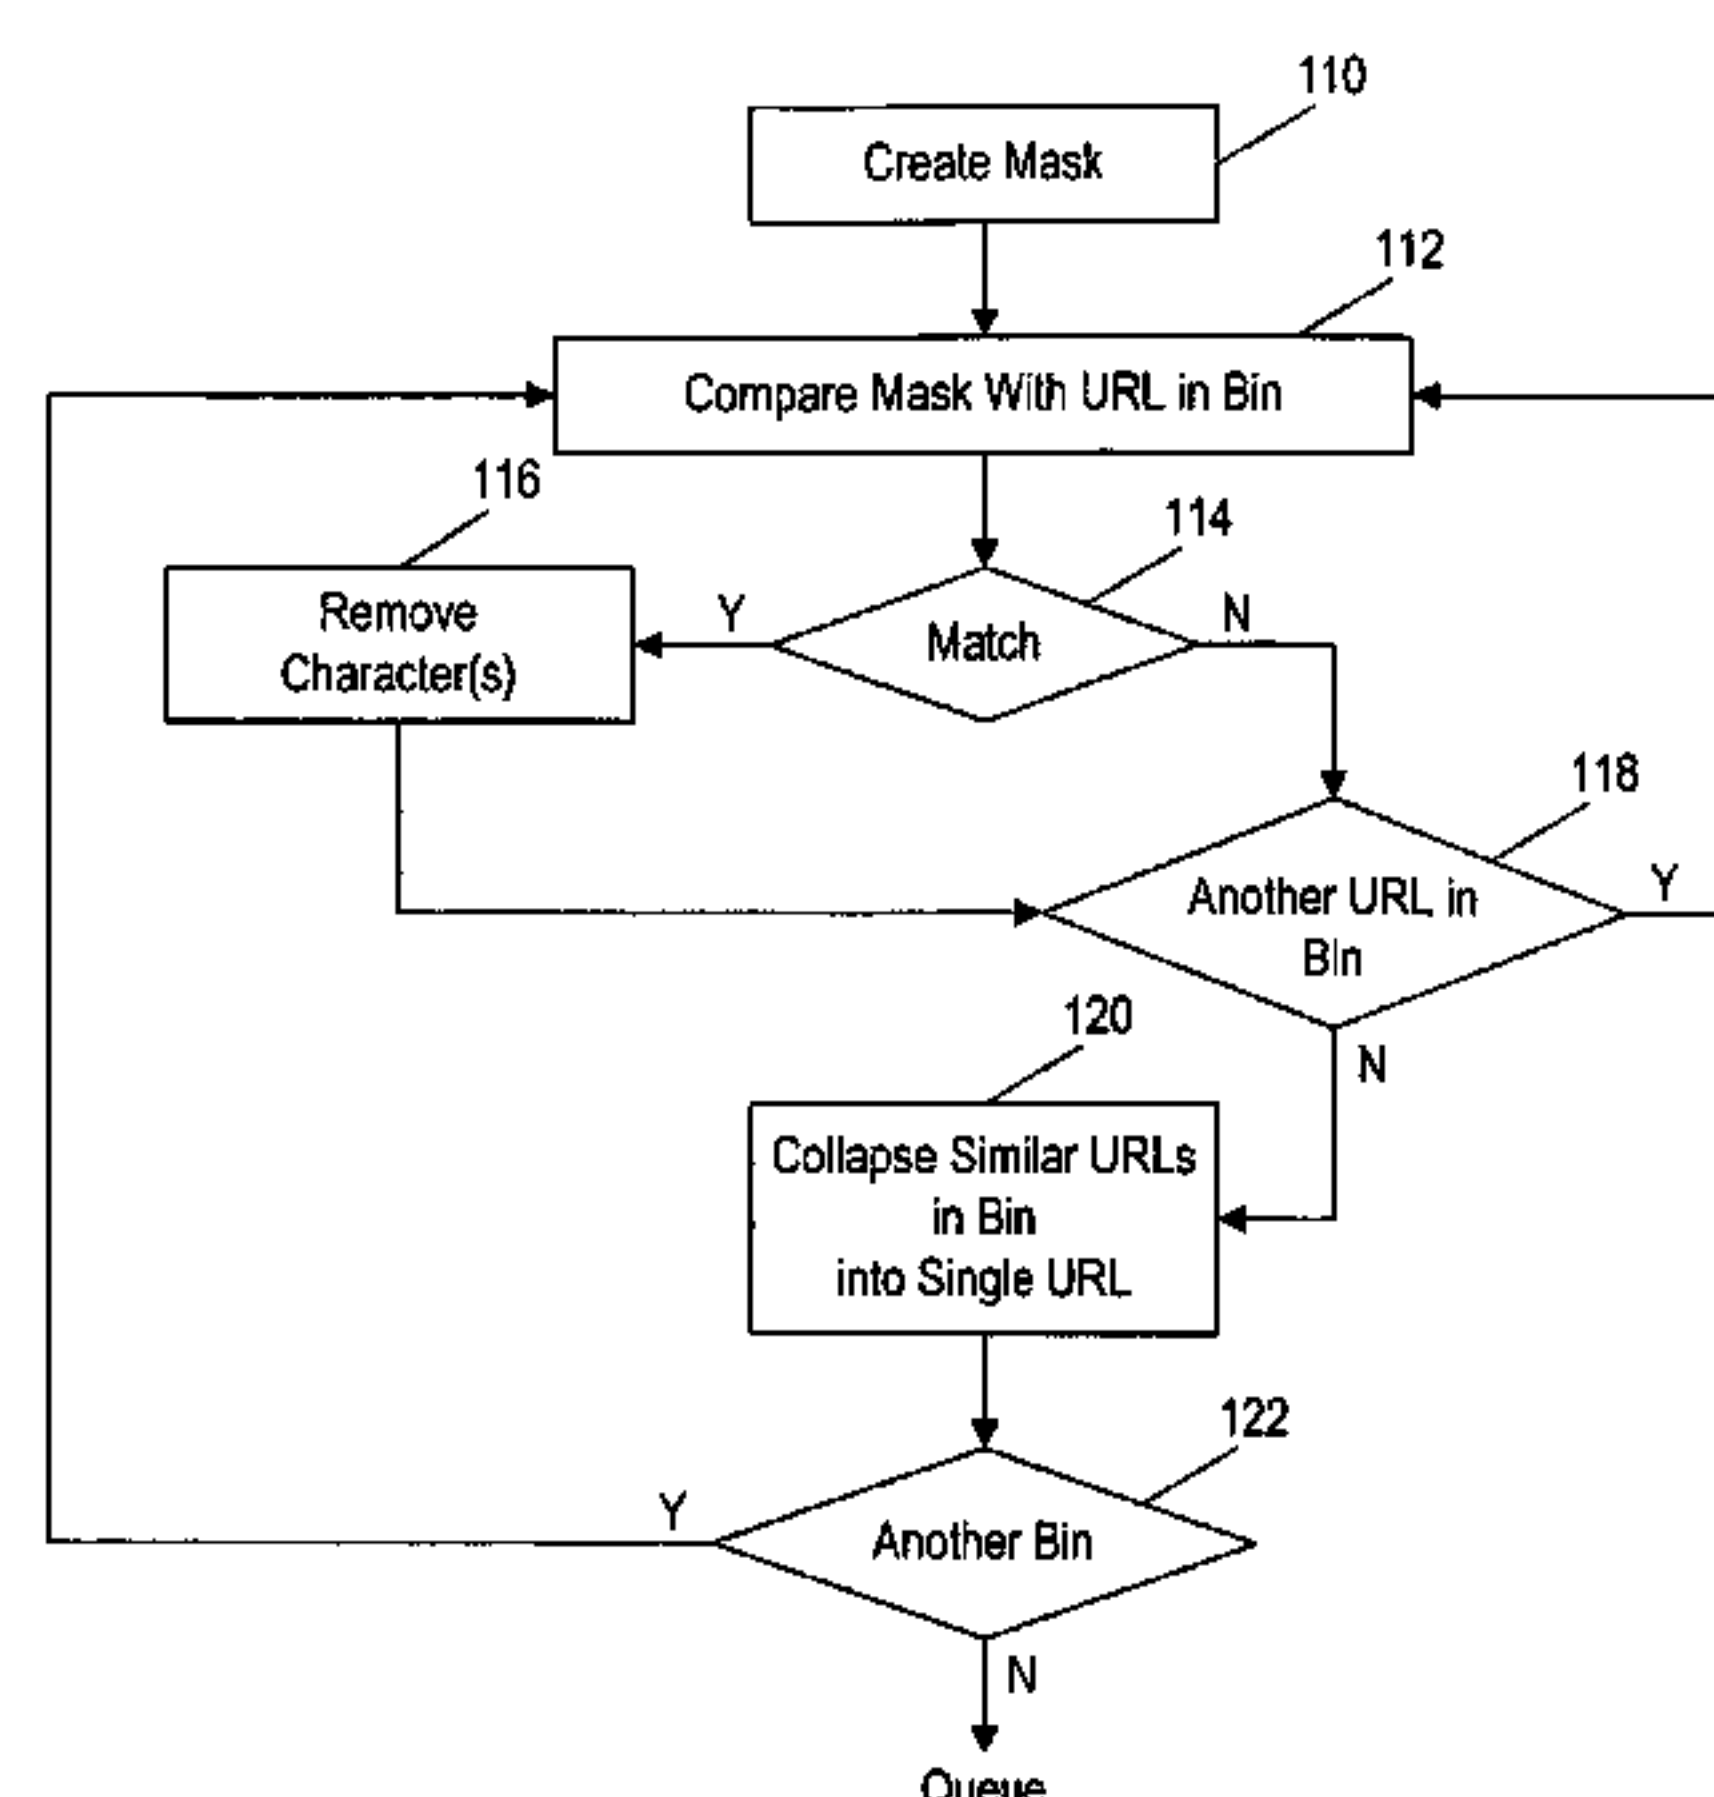 110
Create Mask
112
Compare Mask With URL in Bin
116
114
Remove
Character(s)
Y
Match
N
118
Another URL in
Bin
Y
120
N
Collapse Similar URLs
in Bin
into Single URL
122
Y
Another Bin
N
Queue